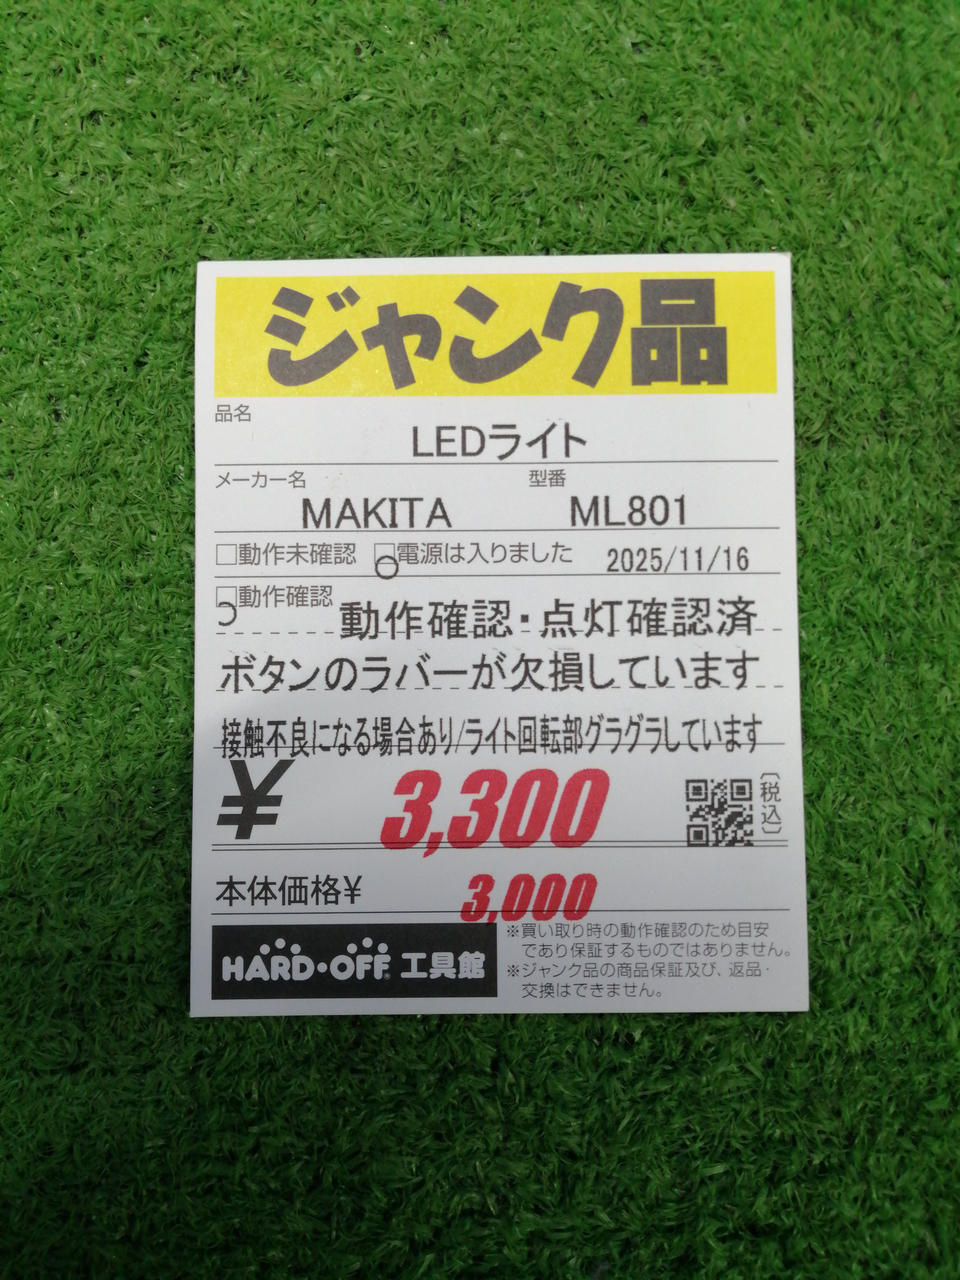 ジャンク品
品名
LEDライト
メーカー名 型番
MAKITA ML801
□動作未確認 □電源は入りました 2025/11/16
□動作確認 動作確認・点灯確認済
ボタンのラバーが欠損しています
接触不良になる場合あり/ライト回転部グラグラしています
¥ 3,300 〔税込〕
本体価格¥ 3,000
HARD・OFF 工具館
※買い取り時の動作確認のため目安
であり保証するものではありません。
※ジャンク品の商品保証及び、返品・
交換はできません。